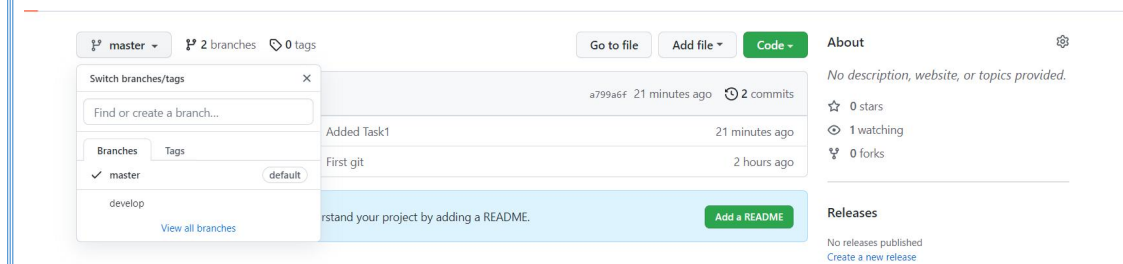 master 2 branches 0 tags Go to file Add file Code About
Switch branches/tags
No description, website, or topics provided.
Find or create a branch...
a799a6f 21 minutes ago 2 commits
0 stars
Added Task1 21 minutes ago
1 watching
Branches Tags
0 forks
First git 2 hours ago
master default
develop
rstand your project by adding a README. Add a README
Releases
View all branches
No releases published
Create a new release